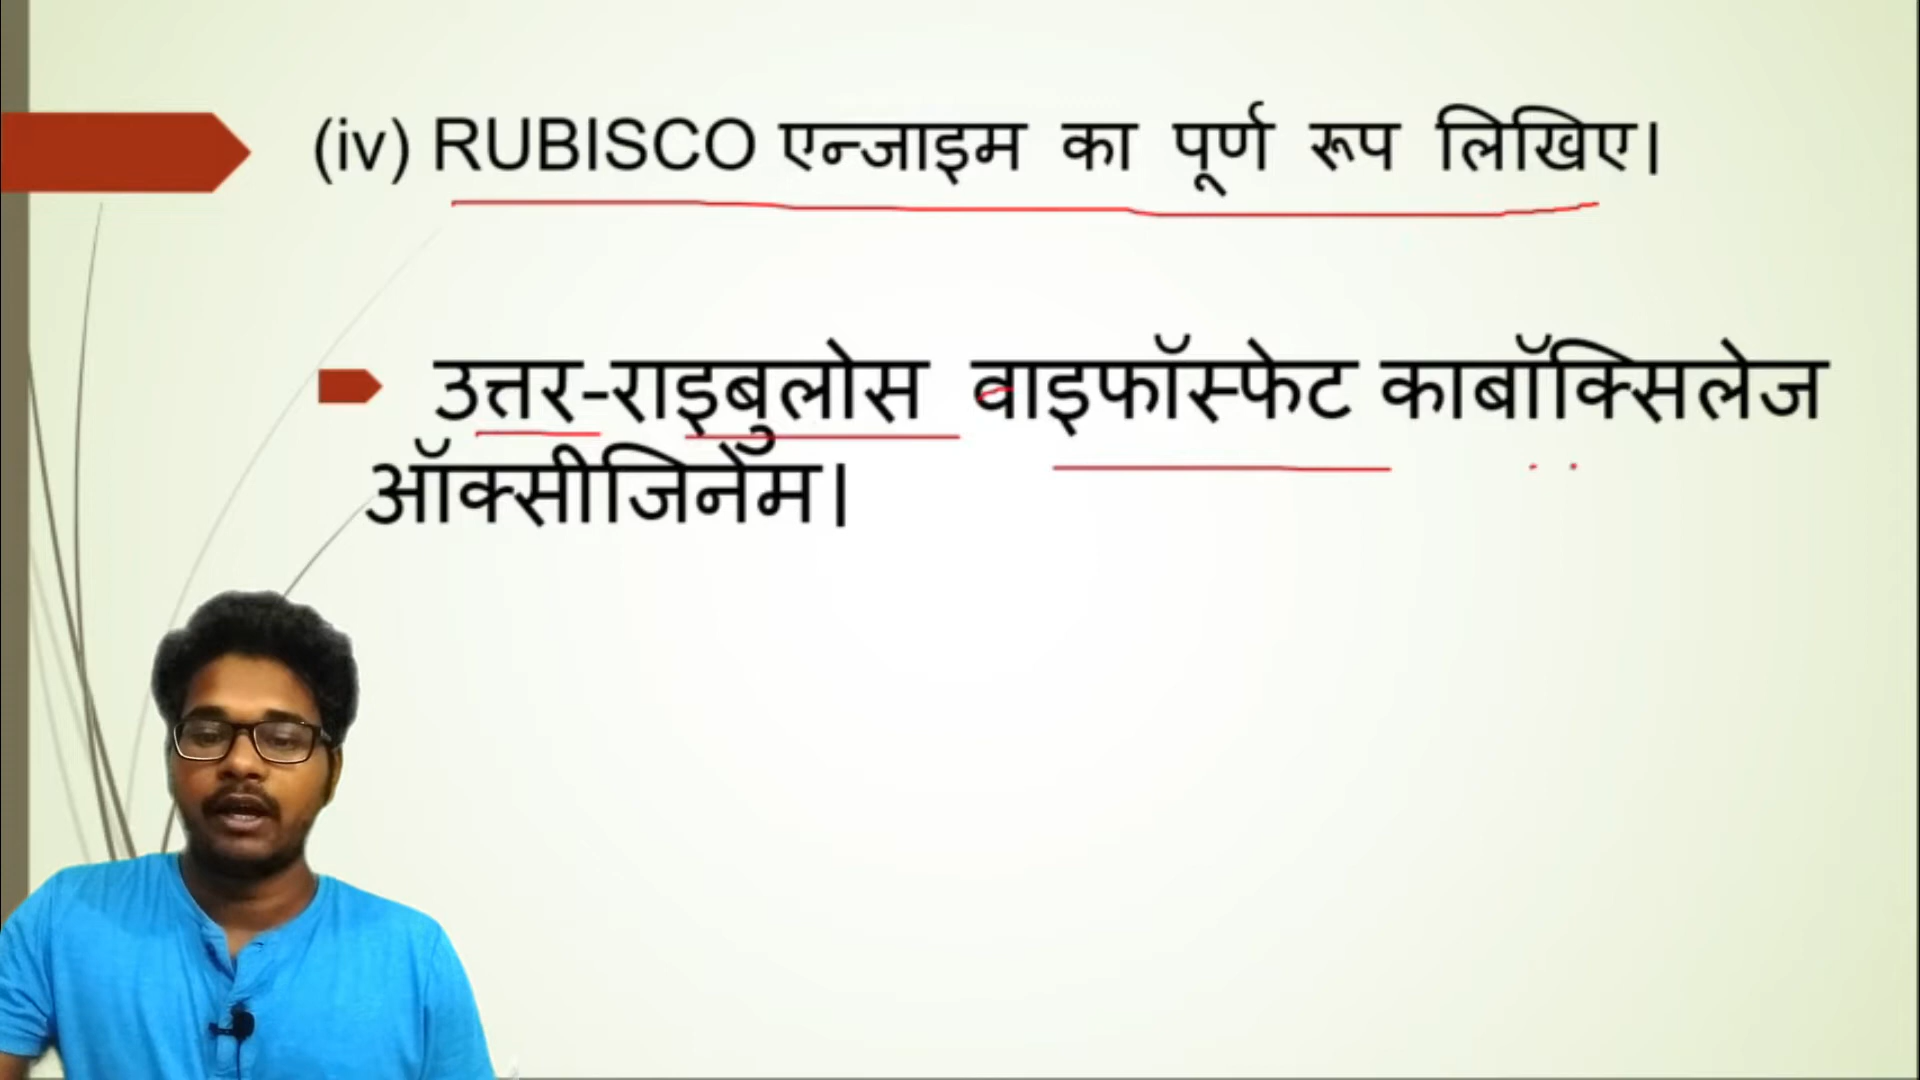 (iv) RUBISCO एन्जाइम का पूर्ण रूप लिखिए।
उत्तर-राइबुलोस वाइफॉस्फेट काबॉक्सिलेज
ऑक्सीजिनेम।